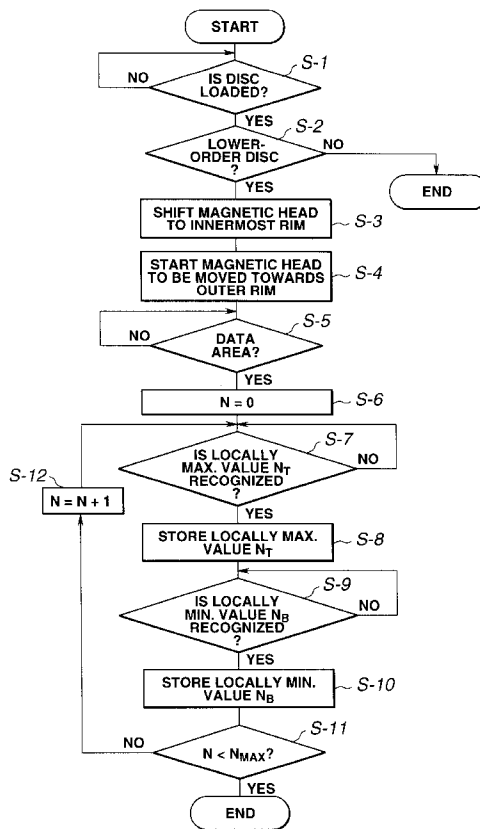 START
S-1
NO
IS DISC
LOADED?
YES
S-2
LOWER-
ORDER DISC
?
NO
YES
END
SHIFT MAGNETIC HEAD
TO INNERMOST RIM
S-3
START MAGNETIC HEAD
TO BE MOVED TOWARDS
OUTER RIM
S-4
S-5
NO
DATA
AREA?
YES
N = 0
S-6
S-7
IS LOCALLY
MAX. VALUE NT
RECOGNIZED
?
NO
S-12
N = N + 1
YES
STORE LOCALLY MAX.
VALUE NT
S-8
S-9
IS LOCALLY
MIN. VALUE NB
RECOGNIZED
?
NO
YES
STORE LOCALLY MIN.
VALUE NB
S-10
S-11
NO
N < NMAX?
YES
END